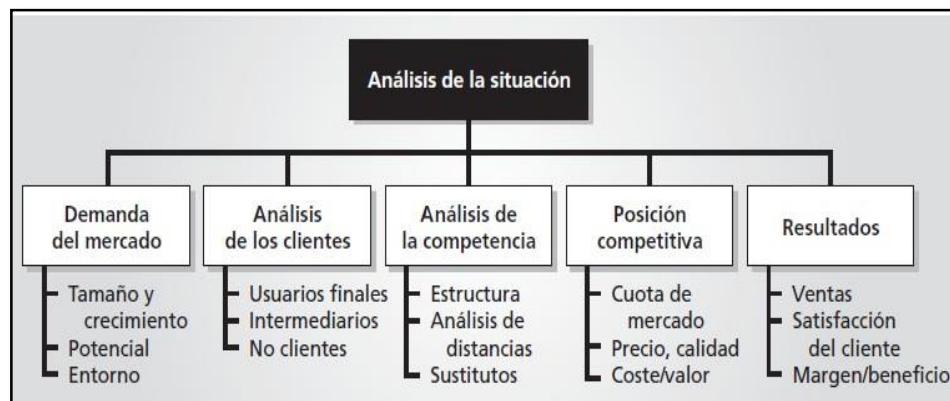 Análisis de la situación
Demanda
del mercado
Tamaño y
crecimiento
Potencial
Entorno
Análisis
de los clientes
Usuarios finales
Intermediarios
No clientes
Análisis de
la competencia
Estructura
Análisis de
distancias
Sustitutos
Posición
competitiva
Cuota de
mercado
Precio, calidad
Coste/valor
Resultados
Ventas
Satisfacción
del cliente
Margen/beneficio